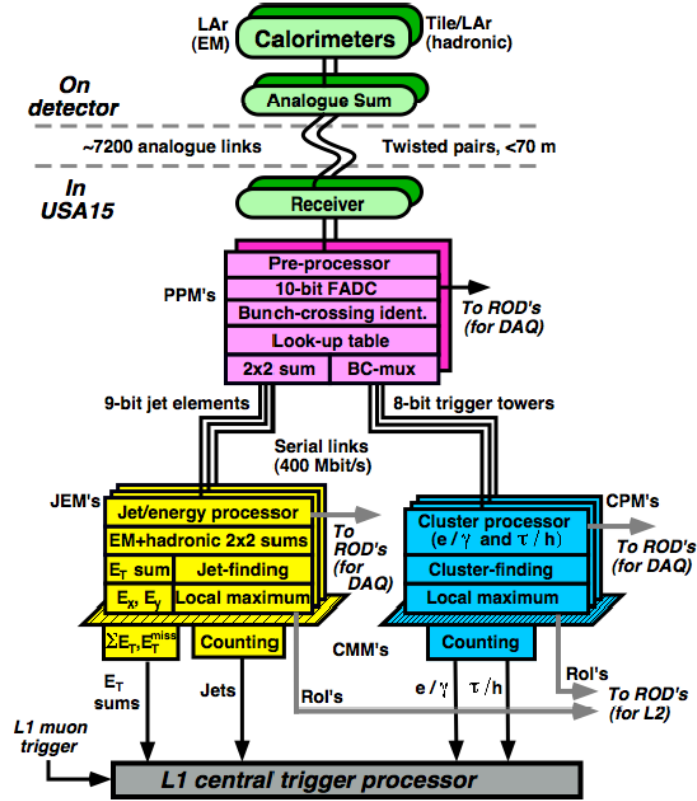 LAr
(EM)
Calorimeters
Tile/LAr
(hadronic)
On
detector
Analogue Sum
~7200 analogue links
Twisted pairs, <70 m
In
USA15
Receiver
PPM's
Pre-processor
10-bit FADC
Bunch-crossing ident.
Look-up table
2x2 sum
BC-mux
To ROD's
(for DAQ)
9-bit jet elements
8-bit trigger towers
Serial links
(400 Mbit/s)
JEM's
Jet/energy processor
EM+hadronic 2x2 sums
ET sum
Jet-finding
Ex, Ey
Local maximum
To
ROD's
(for
DAQ)
CPM's
Cluster processor
(e/γ and τ/h)
Cluster-finding
Local maximum
To ROD's
(for DAQ)
ΣET,ETmiss
Counting
CMM's
Counting
ET
sums
Jets
RoI's
e/γ
τ/h
RoI's
To ROD's
(for L2)
L1 muon
trigger
L1 central trigger processor